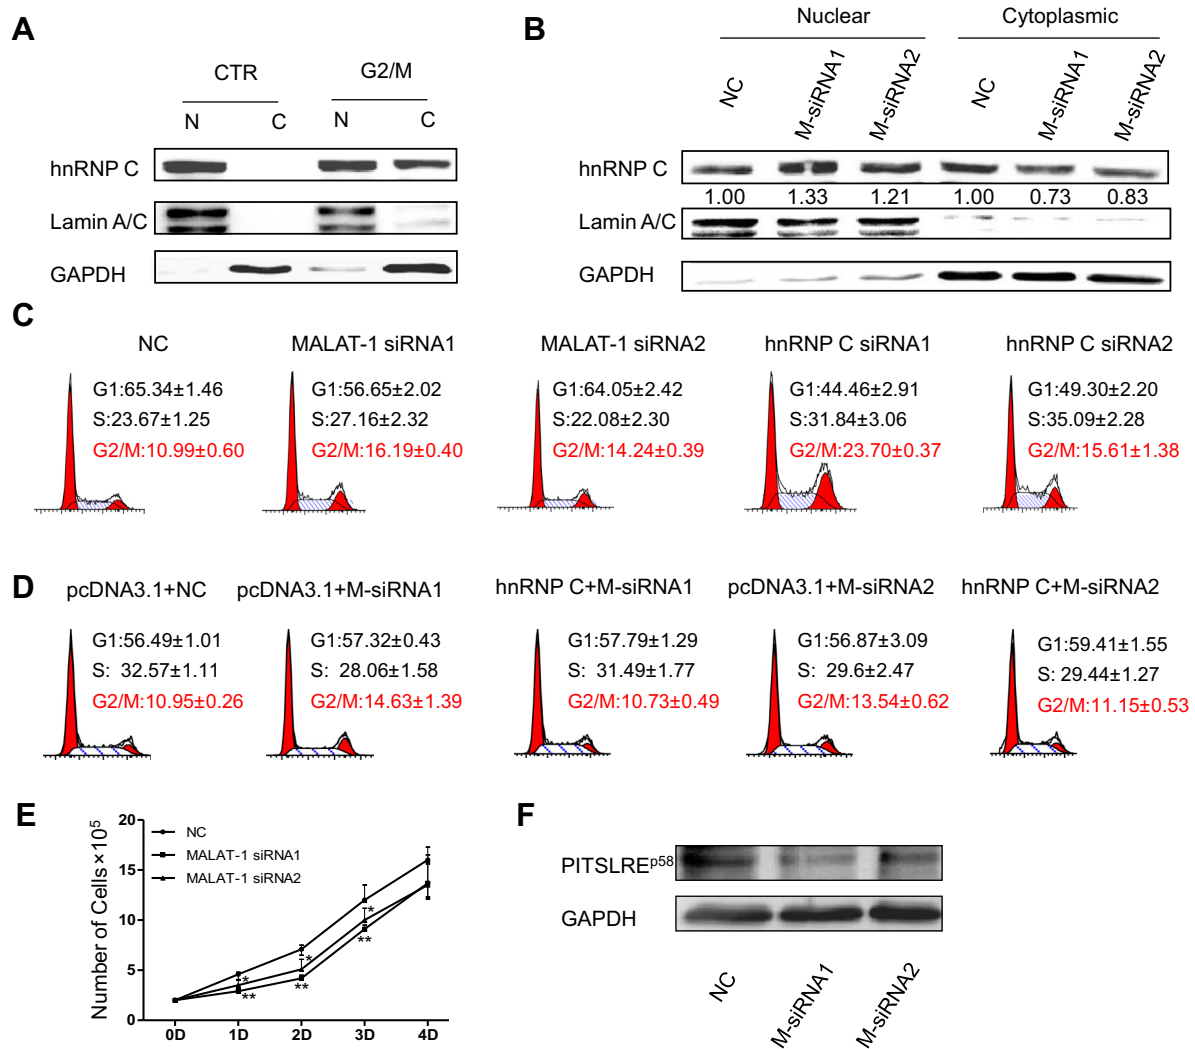 A
CTR
G2/M
N
C
N
C
hnRNP C
Lamin A/C
GAPDH
B
Nuclear
Cytoplasmic
NC
M-siRNA1
M-siRNA2
NC
M-siRNA1
M-siRNA2
hnRNP C
1.00 1.33 1.21 1.00 0.73 0.83
Lamin A/C
GAPDH
C
NC
G1:65.34±1.46
S:23.67±1.25
G2/M:10.99±0.60
MALAT-1 siRNA1
G1:56.65±2.02
S:27.16±2.32
G2/M:16.19±0.40
MALAT-1 siRNA2
G1:64.05±2.42
S:22.08±2.30
G2/M:14.24±0.39
hnRNP C siRNA1
G1:44.46±2.91
S:31.84±3.06
G2/M:23.70±0.37
hnRNP C siRNA2
G1:49.30±2.20
S:35.09±2.28
G2/M:15.61±1.38
D
pcDNA3.1+NC
G1:56.49±1.01
S: 32.57±1.11
G2/M:10.95±0.26
pcDNA3.1+M-siRNA1
G1:57.32±0.43
S: 28.06±1.58
G2/M:14.63±1.39
hnRNP C+M-siRNA1
G1:57.79±1.29
S: 31.49±1.77
G2/M:10.73±0.49
pcDNA3.1+M-siRNA2
G1:56.87±3.09
S: 29.6±2.47
G2/M:13.54±0.62
hnRNP C+M-siRNA2
G1:59.41±1.55
S: 29.44±1.27
G2/M:11.15±0.53
E
Number of Cells×10⁵
20
15
10
5
0
NC
MALAT-1 siRNA1
MALAT-1 siRNA2
*
**
*
**
*
**
0D 1D 2D 3D 4D
F
PITSLREᵖ⁵⁸
GAPDH
NC
M-siRNA1
M-siRNA2